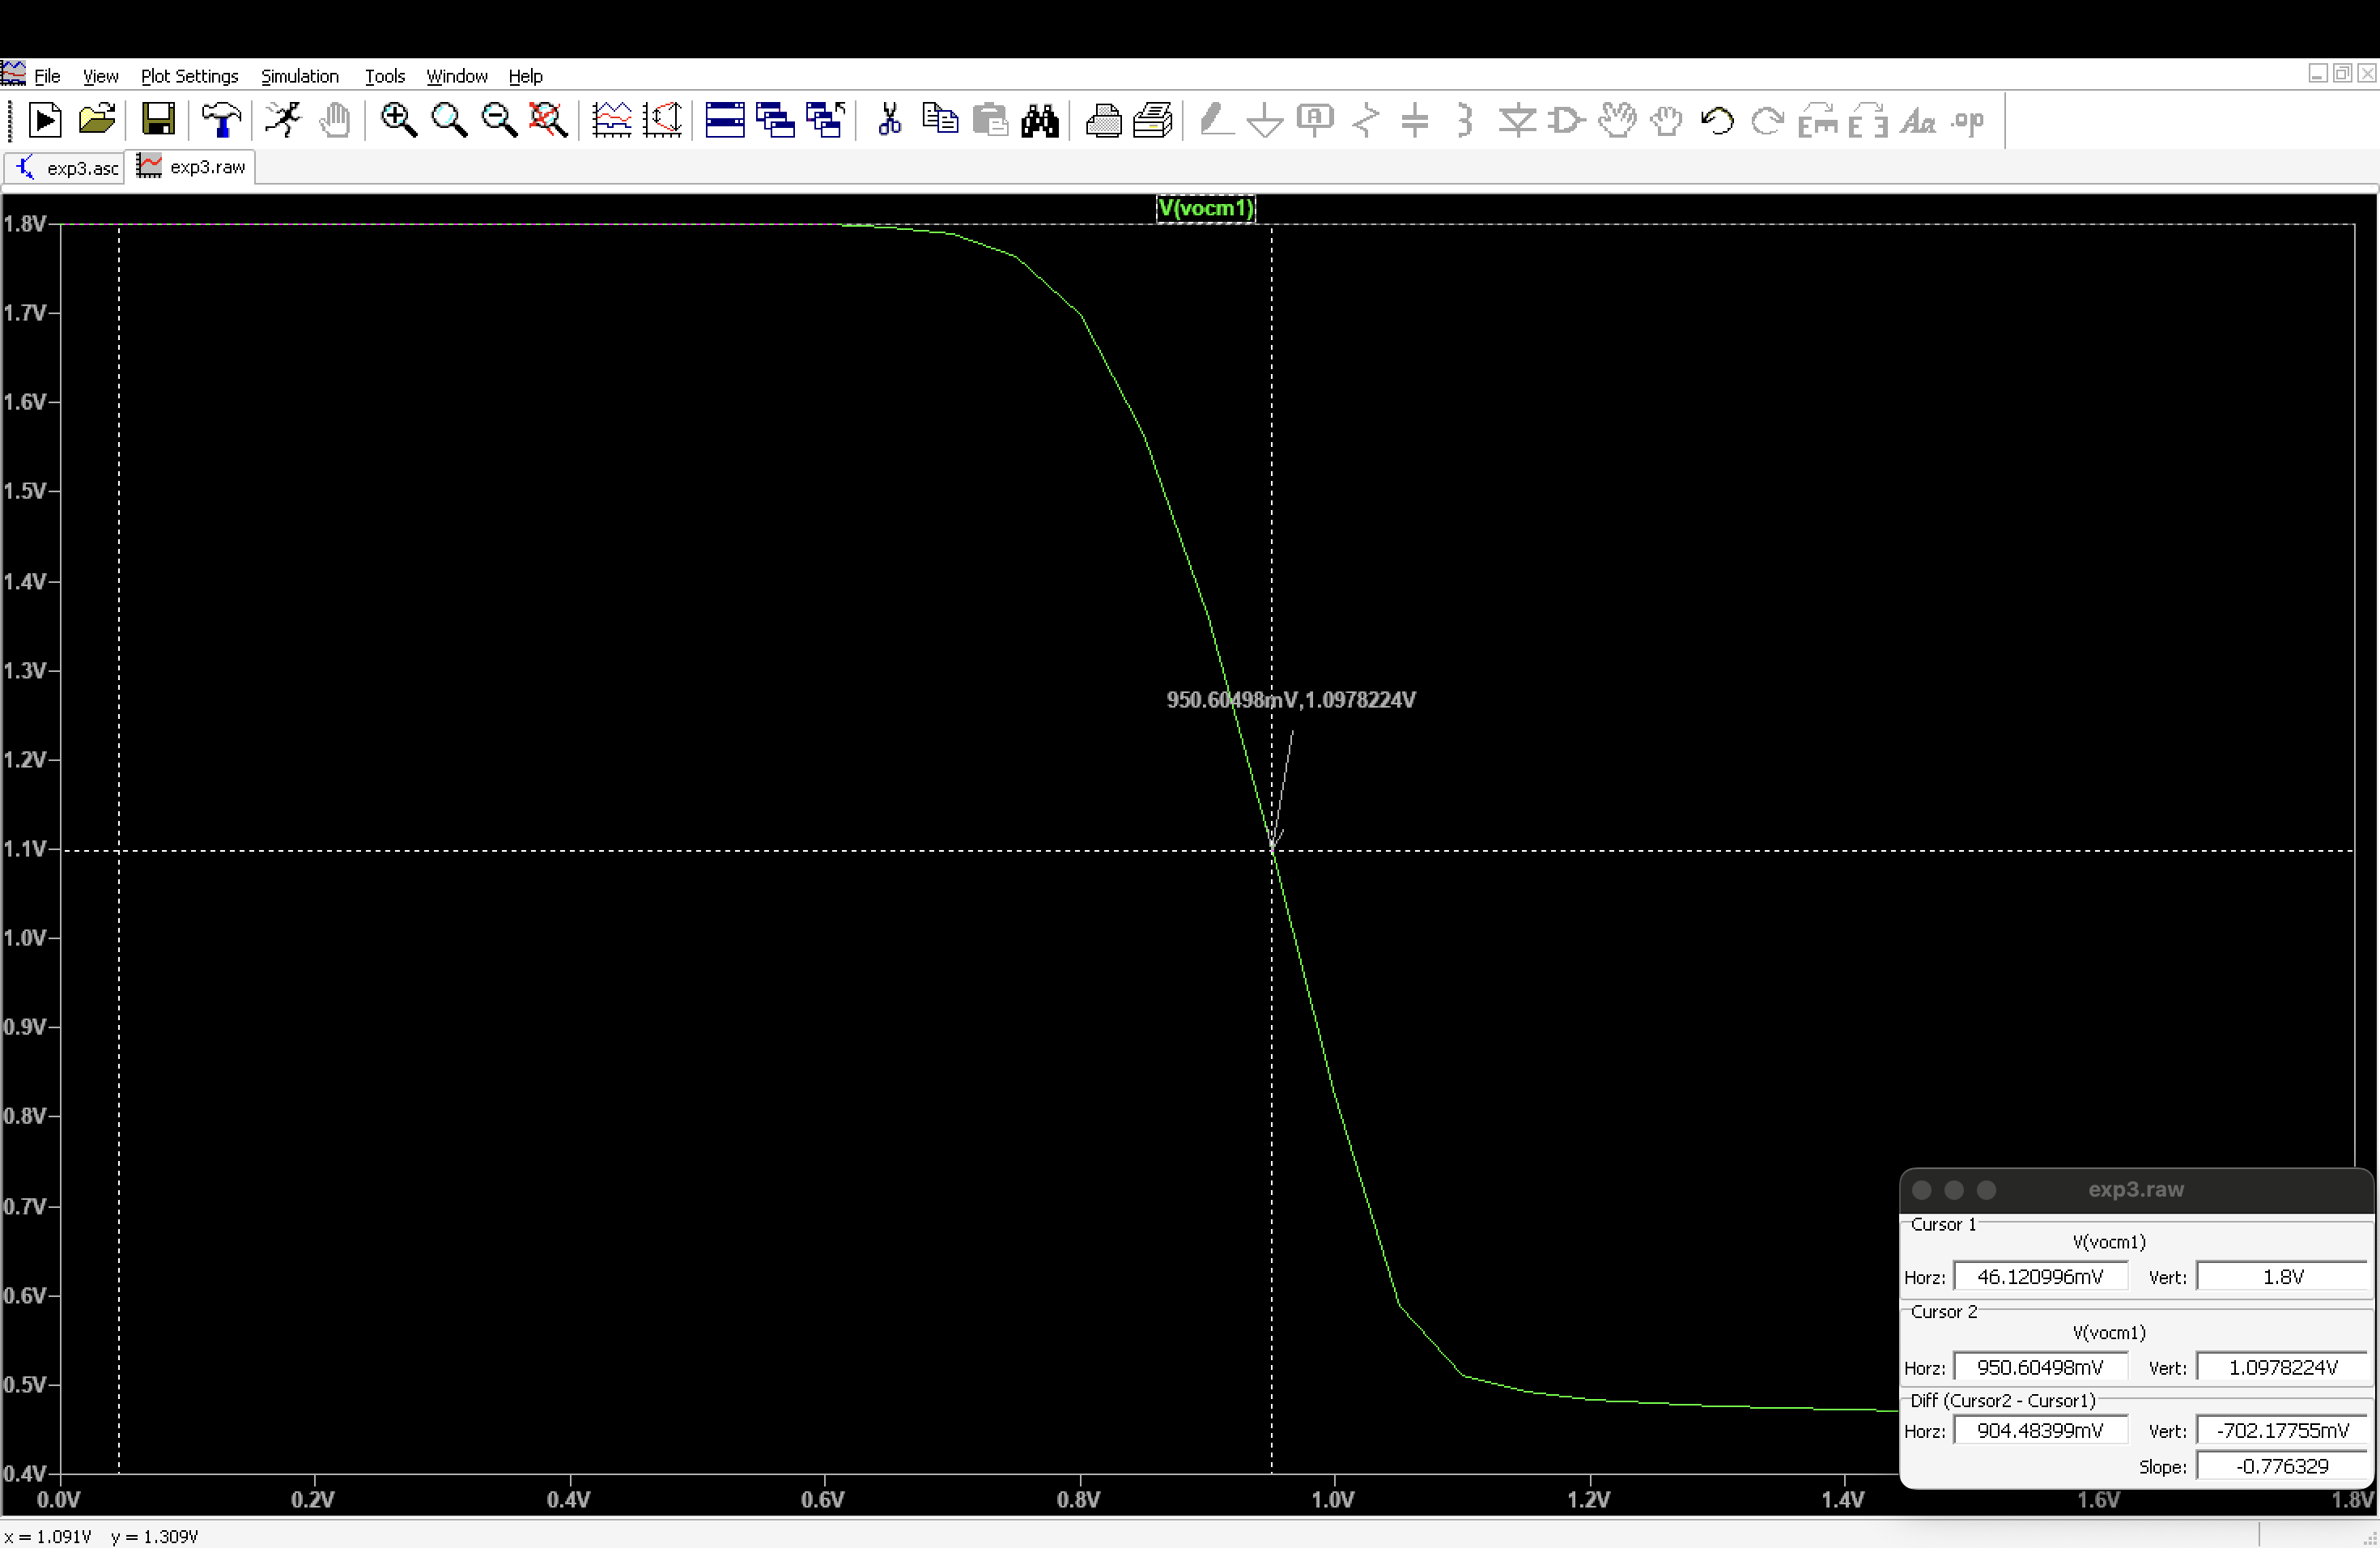 File View Plot Settings Simulation Tools Window Help
A
E E Aa .op
exp3.asc exp3.raw
V(vocm1)
1.8V
1.7V
1.6V
1.5V
1.4V
1.3V
950.60498mV,1.0978224V
1.2V
1.1V
1.0V
0.9V
0.8V
0.7V
0.6V
0.5V
0.4V
0.0V 0.2V 0.4V 0.6V 0.8V 1.0V 1.2V 1.4V 1.6V 1.8V
exp3.raw
Cursor 1
V(vocm1)
Horz: 46.120996mV Vert: 1.8V
Cursor 2
V(vocm1)
Horz: 950.60498mV Vert: 1.0978224V
Diff (Cursor2 - Cursor1)
Horz: 904.48399mV Vert: -702.17755mV
Slope: -0.776329
x = 1.091V y = 1.309V